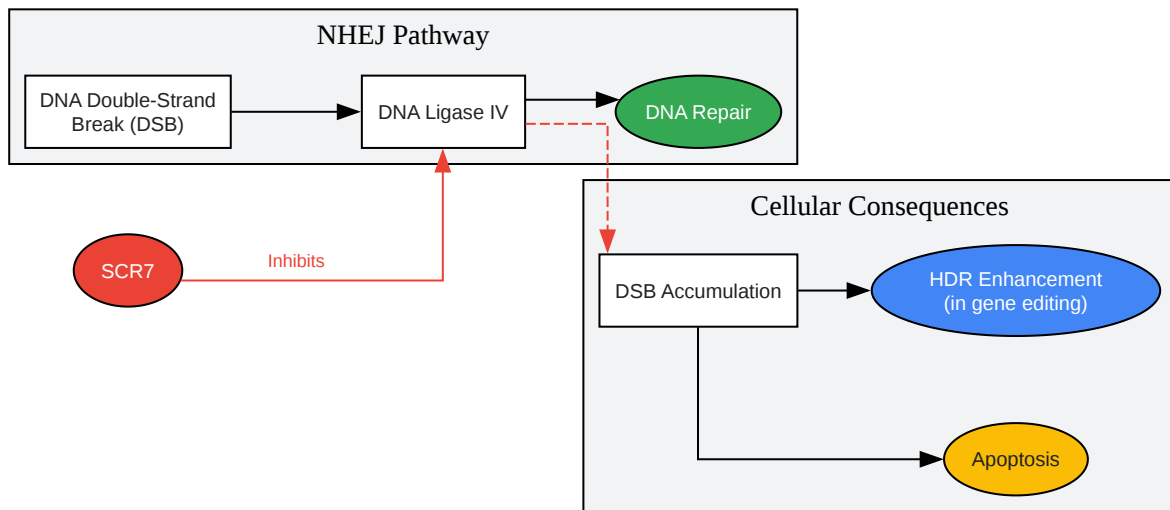 NHEJ Pathway
DNA Double-Strand
Break (DSB)
DNA Ligase IV
DNA Repair
SCR7
Inhibits
Cellular Consequences
DSB Accumulation
HDR Enhancement
(in gene editing)
Apoptosis